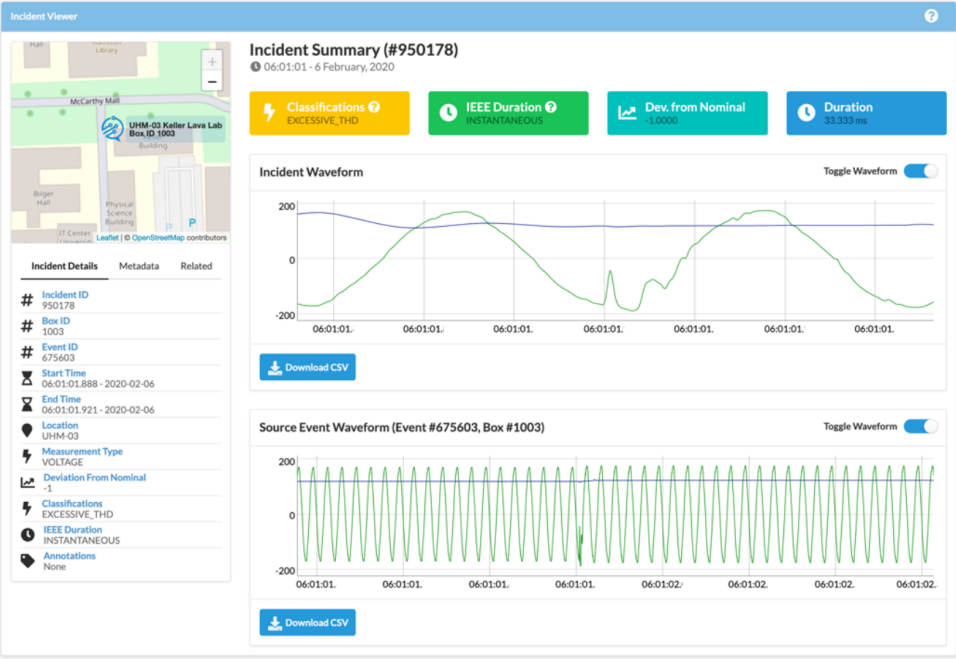 Incident Viewer
?
Hall
Hamilton
Library
+
−
McCarthy Mall
UHM-03 Keller Lava Lab
Box ID 1003
Building
Bilger
Hall
Physical
Science
Building
P
P
IT Center
Leaflet | © OpenStreetMap contributors
Incident Details Metadata Related
# Incident ID
950178
# Box ID
1003
# Event ID
675603
Start Time
06:01:01.888 - 2020-02-06
End Time
06:01:01.921 - 2020-02-06
Location
UHM-03
Measurement Type
VOLTAGE
Deviation From Nominal
-1
Classifications
EXCESSIVE_THD
IEEE Duration
INSTANTANEOUS
Annotations
None
Incident Summary (#950178)
06:01:01 - 6 February, 2020
Classifications ?
EXCESSIVE_THD
IEEE Duration ?
INSTANTANEOUS
Dev. from Nominal
-1.0000
Duration
33.333 ms
Incident Waveform
Toggle Waveform
200
0
-200
06:01:01. 06:01:01. 06:01:01. 06:01:01. 06:01:01. 06:01:01. 06:01:01.
Download CSV
Source Event Waveform (Event #675603, Box #1003)
Toggle Waveform
200
0
-200
06:01:01. 06:01:01. 06:01:01. 06:01:01. 06:01:02. 06:01:02. 06:01:02. 06:01:02.
Download CSV